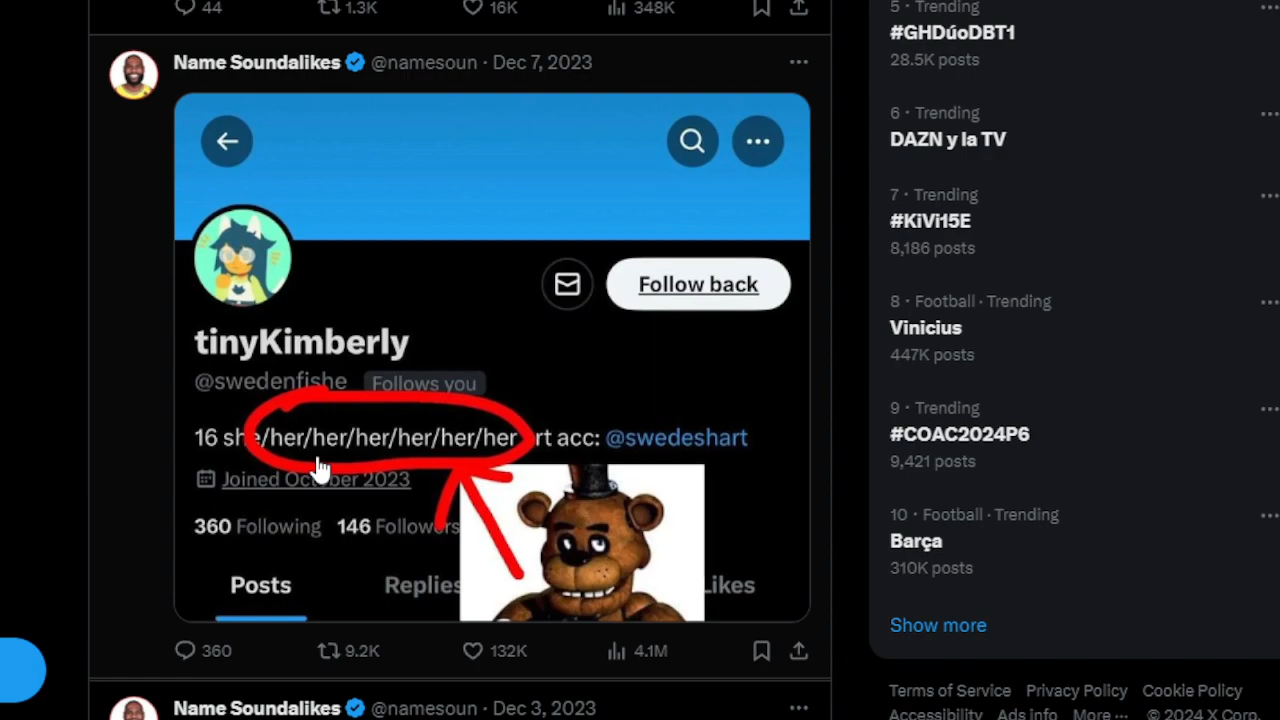 44 1.3K 16K 348K
Name Soundalikes @namesoun · Dec 7, 2023
Follow back
tinyKimberly
@swedenfishe Follows you
16 she/her/her/her/her/her/her rt acc: @swedeshart
Joined October 2023
360 Following 146 Followers
Posts Replies Likes
360 9.2K 132K 4.1M
Name Soundalikes @namesoun · Dec 3, 2023
5 · Trending
#GHDúoDBT1
28.5K posts
6 · Trending
DAZN y la TV
7 · Trending
#KiVi15E
8,186 posts
8 · Football · Trending
Vinicius
447K posts
9 · Trending
#COAC2024P6
9,421 posts
10 · Football · Trending
Barça
310K posts
Show more
Terms of Service Privacy Policy Cookie Policy
Accessibility Ads info More ··· © 2024 X Corp.